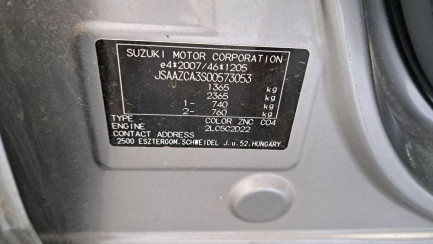 SUZUKI MOTOR CORPORATION
e4*2007/46*1205
JSAAZCA3S00573053
1365 kg
2365 kg
1- 740 kg
2- 760 kg
TYPE COLOR ZNC C04
ENGINE 2LC5C2D22
CONTACT ADDRESS
2500 ESZTERGOM.SCHWEIDEL J.u.52.HUNGARY.